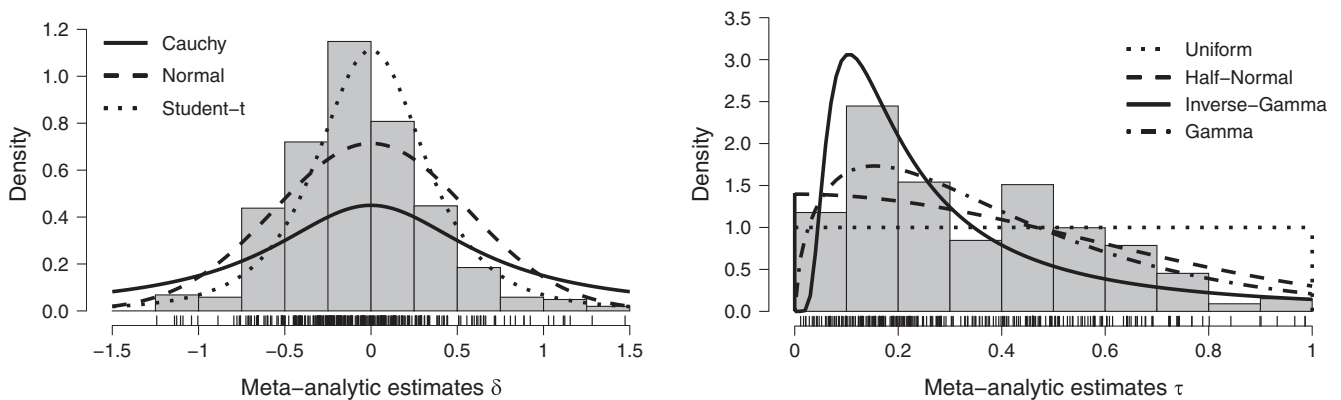 Density
1.2
1.0
0.8
0.6
0.4
0.2
0.0
Cauchy
Normal
Student−t
−1.5
−1
−0.5
0
0.5
1
1.5
Meta−analytic estimates δ
Density
3.5
3.0
2.5
2.0
1.5
1.0
0.5
0.0
Uniform
Half−Normal
Inverse−Gamma
Gamma
0
0.2
0.4
0.6
0.8
1
Meta−analytic estimates τ